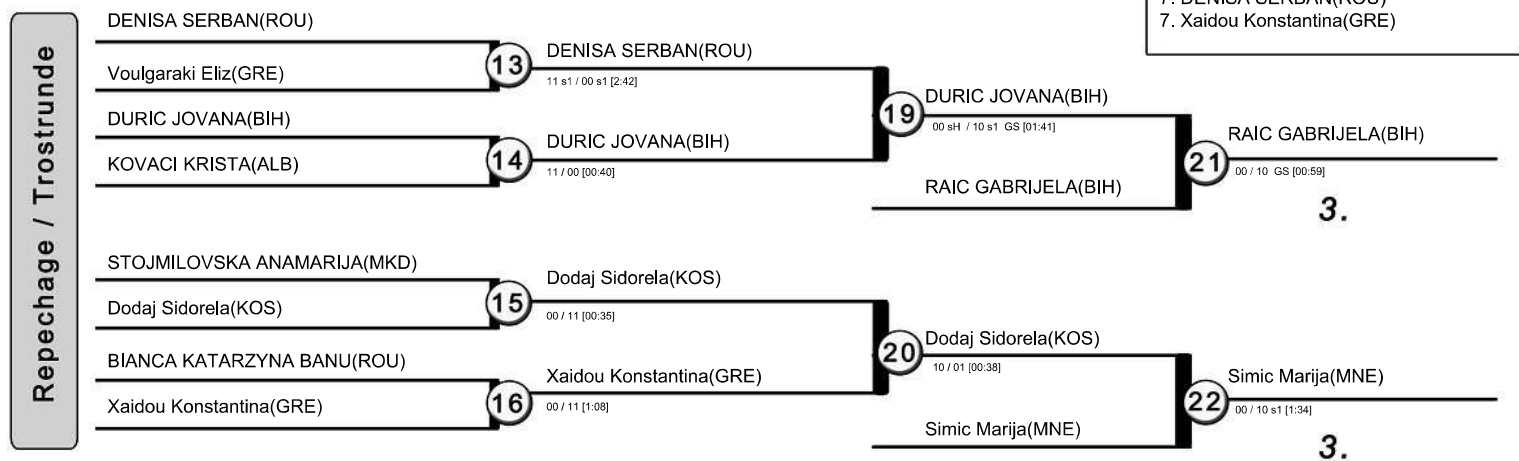 7. DENISA SERBAN(ROU)
7. Xaidou Konstantina(GRE)
Repechage / Trostrunde
DENISA SERBAN(ROU)
Voulgaraki Eliz(GRE)
13
DENISA SERBAN(ROU)
11 s1 / 00 s1 [2:42]
DURIC JOVANA(BIH)
KOVACI KRISTA(ALB)
14
DURIC JOVANA(BIH)
11 / 00 [00:40]
19
DURIC JOVANA(BIH)
00 sH / 10 s1 GS [01:41]
RAIC GABRIJELA(BIH)
21
RAIC GABRIJELA(BIH)
00 / 10 GS [00:59]
3.
STOJMILOVSKA ANAMARIJA(MKD)
Dodaj Sidorela(KOS)
15
Dodaj Sidorela(KOS)
00 / 11 [00:35]
BIANCA KATARZYNA BANU(ROU)
Xaidou Konstantina(GRE)
16
Xaidou Konstantina(GRE)
00 / 11 [1:08]
20
Dodaj Sidorela(KOS)
10 / 01 [00:38]
Simic Marija(MNE)
22
Simic Marija(MNE)
00 / 10 s1 [1:34]
3.